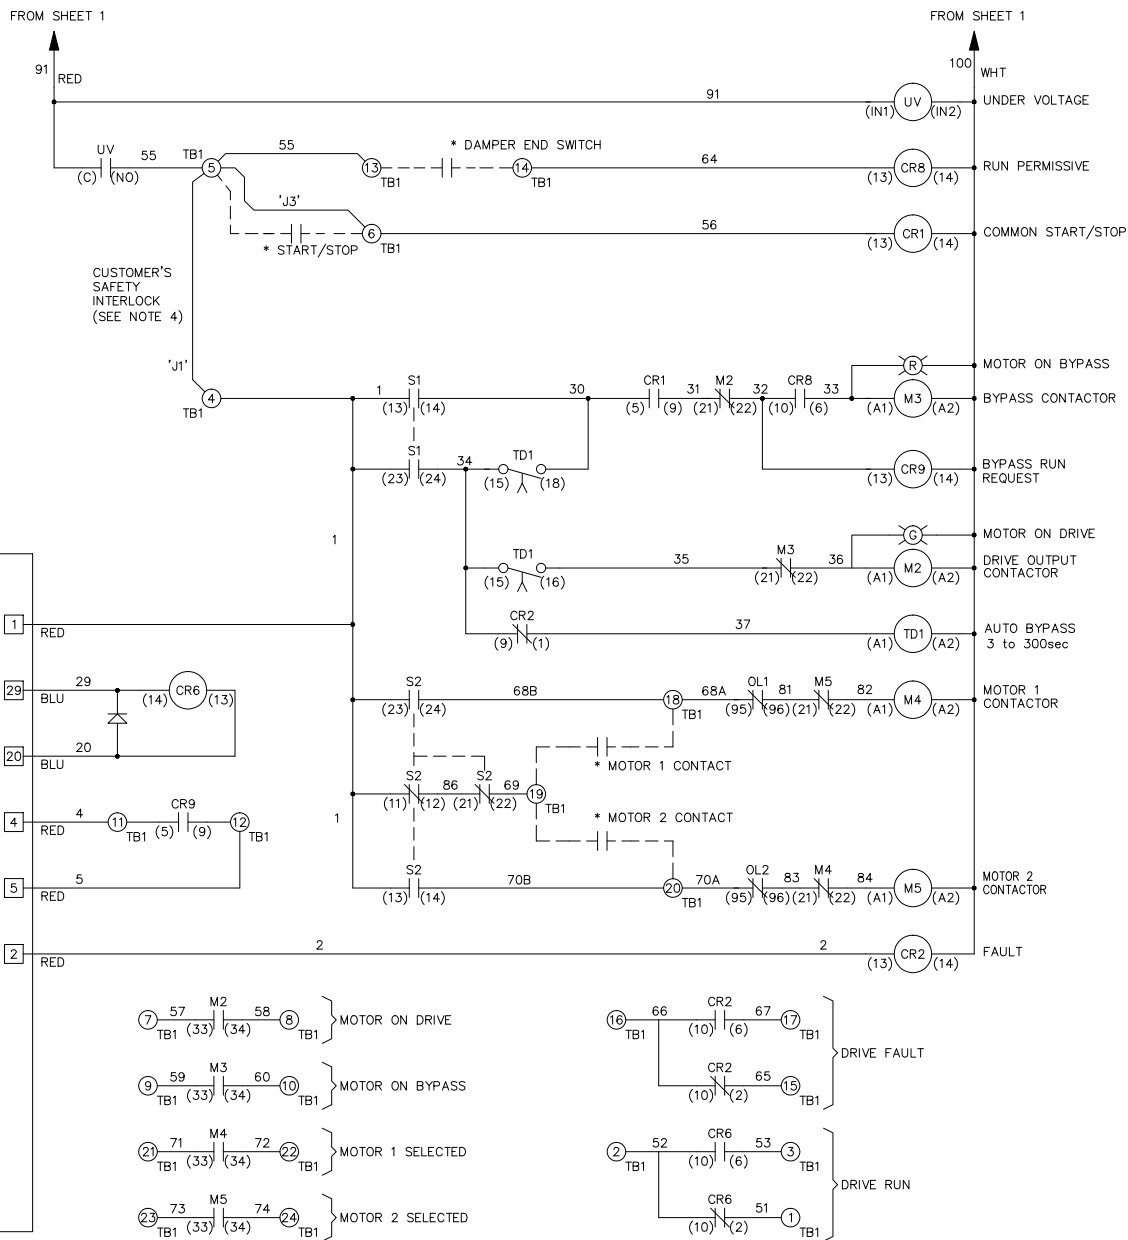 FROM SHEET 1 FROM SHEET 1
91 RED 100 WHT
91 (IN1) UV (IN2) UNDER VOLTAGE
UV 55 TB1 5 55 * DAMPER END SWITCH
(C) (NO) 13 TB1 14 TB1 64 (13) CR8 (14) RUN PERMISSIVE
'J3'
* START/STOP 6 TB1 56 (13) CR1 (14) COMMON START/STOP
CUSTOMER'S
SAFETY
INTERLOCK
(SEE NOTE 4)
'J1'
R MOTOR ON BYPASS
TB1 4 1 S1 30 CR1 31 M2 32 CR8 33
(13) (14) (5) (9) (21) (22) (10) (6) (A1) M3 (A2) BYPASS CONTACTOR
S1 34 TD1
(23) (24) (15) (18) (13) CR9 (14) BYPASS RUN
REQUEST
1
G MOTOR ON DRIVE
TD1 35 M3 36
(15) (16) (21) (22) (A1) M2 (A2) DRIVE OUTPUT
CONTACTOR
1 RED
CR2 37
(9) (1) (A1) TD1 (A2) AUTO BYPASS
3 to 300sec
29 BLU 29 (14) CR6 (13)
S2 68B 18 TB1 68A OL1 81 M5 82
(23) (24) (95) (96) (21) (22) (A1) M4 (A2) MOTOR 1
CONTACTOR
20 BLU 20
* MOTOR 1 CONTACT
S2 86 S2 69 19 TB1
(11) (12) (21) (22)
4 RED 4 11 TB1 CR9 (5) (9) 12 TB1
1
* MOTOR 2 CONTACT
5 RED 5
S2 70B 20 TB1 70A OL2 83 M4 84
(13) (14) (95) (96) (21) (22) (A1) M5 (A2) MOTOR 2
CONTACTOR
2 RED 2 2 (13) CR2 (14) FAULT
7 TB1 57 M2 (33) (34) 58 8 TB1 MOTOR ON DRIVE
9 TB1 59 M3 (33) (34) 60 10 TB1 MOTOR ON BYPASS
21 TB1 71 M4 (33) (34) 72 22 TB1 MOTOR 1 SELECTED
23 TB1 73 M5 (33) (34) 74 24 TB1 MOTOR 2 SELECTED
16 TB1 66 CR2 (10) (6) 67 17 TB1
DRIVE FAULT
CR2 (10) (2) 65 15 TB1
2 TB1 52 CR6 (10) (6) 53 3 TB1
DRIVE RUN
CR6 (10) (2) 51 1 TB1